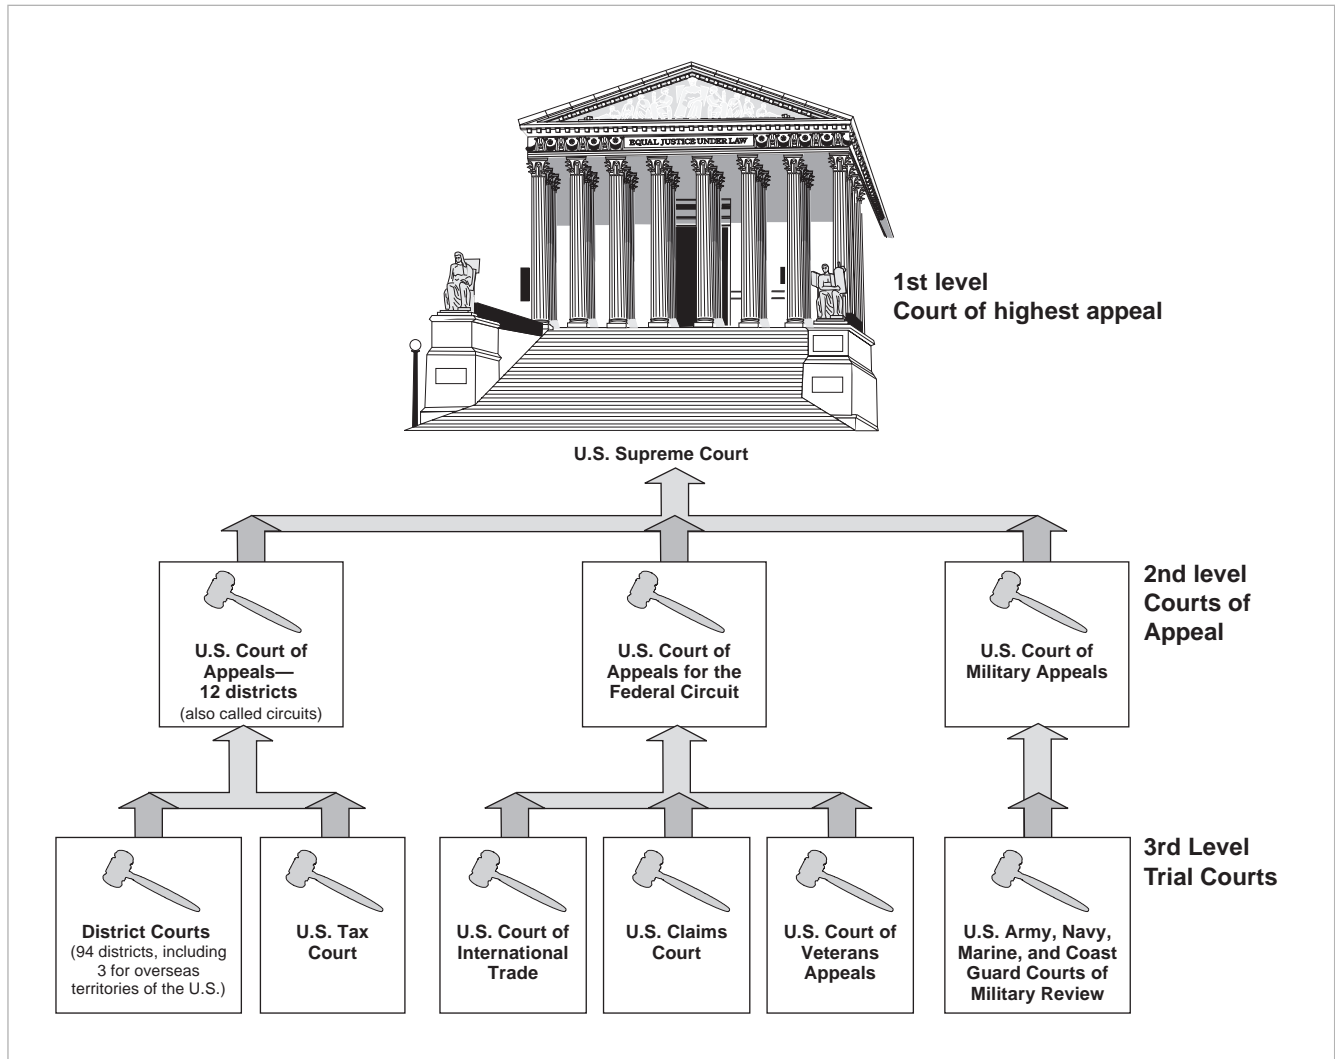 EQUAL JUSTICE UNDER LAW
1st level
Court of highest appeal
U.S. Supreme Court
2nd level
Courts of
Appeal
U.S. Court of
Appeals—
12 districts
(also called circuits)
U.S. Court of
Appeals for the
Federal Circuit
U.S. Court of
Military Appeals
3rd Level
Trial Courts
District Courts
(94 districts, including
3 for overseas
territories of the U.S.)
U.S. Tax
Court
U.S. Court of
International
Trade
U.S. Claims
Court
U.S. Court of
Veterans
Appeals
U.S. Army, Navy,
Marine, and Coast
Guard Courts of
Military Review